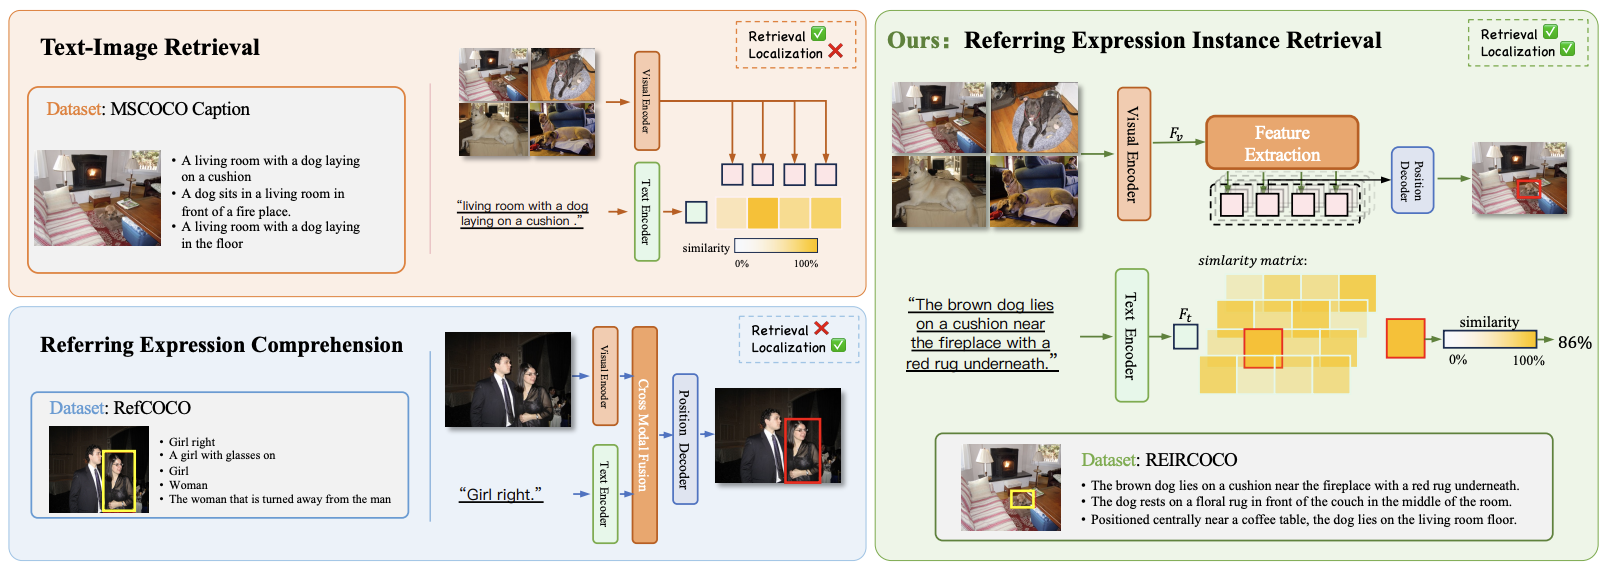 Text-Image Retrieval
Retrieval ✅
Localization ❌
Dataset: MSCOCO Caption
• A living room with a dog laying
on a cushion
• A dog sits in a living room in
front of a fire place.
• A living room with a dog laying
in the floor
Visual Encoder
“living room with a dog
laying on a cushion .”
Text Encoder
similarity
0%
100%
Referring Expression Comprehension
Retrieval ❌
Localization ✅
Dataset: RefCOCO
• Girl right
• A girl with glasses on
• Girl
• Woman
• The woman that is turned away from the man
Visual Encoder
“Girl right.”
Text Encoder
Cross Modal Fusion
Position Decoder
Ours： Referring Expression Instance Retrieval
Retrieval ✅
Localization ✅
Visual Encoder
Fv
Feature
Extraction
Position
Decoder
simlarity matrix:
“The brown dog lies
on a cushion near
the fireplace with a
red rug underneath.”
Text Encoder
Ft
similarity
0%
100%
86%
Dataset: REIRCOCO
• The brown dog lies on a cushion near the fireplace with a red rug underneath.
• The dog rests on a floral rug in front of the couch in the middle of the room.
• Positioned centrally near a coffee table, the dog lies on the living room floor.